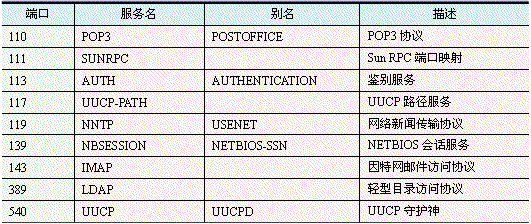 端口 服务名 别名 描述
110 POP3 POSTOFFICE POP3 协议
111 SUNRPC Sun RPC 端口映射
113 AUTH AUTHENTICATION 鉴别服务
117 UUCP-PATH UUCP 路径服务
119 NNTP USENET 网络新闻传输协议
139 NBSESSION NETBIOS-SSN NETBIOS 会话服务
143 IMAP 因特网邮件访问协议
389 LDAP 轻型目录访问协议
540 UUCP UUCPD UUCP 守护神